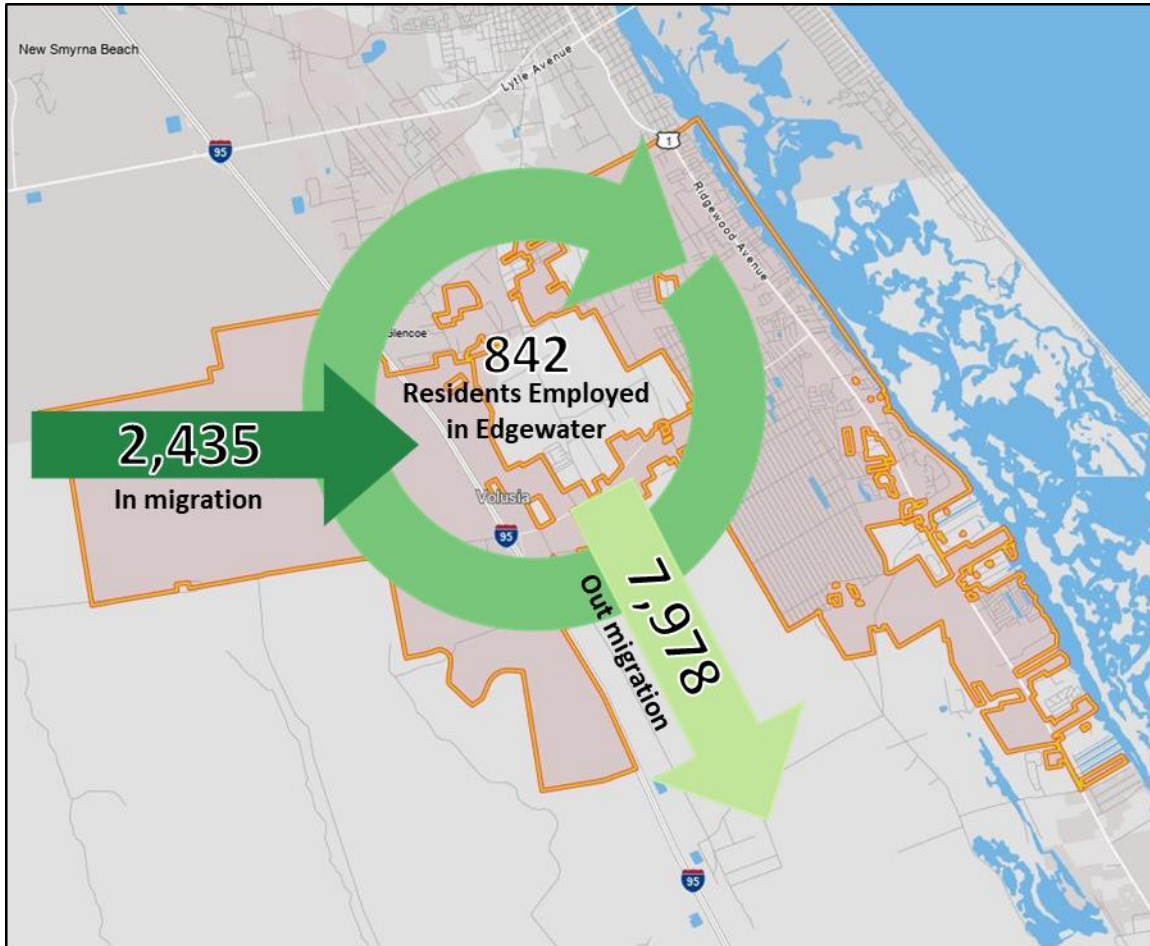 New Smyrna Beach
Lytle Avenue
95
1
Ridgewood Avenue
Glencoe
842
Residents Employed
in Edgewater
2,435
In migration
Volusia
95
7,978
Out migration
95